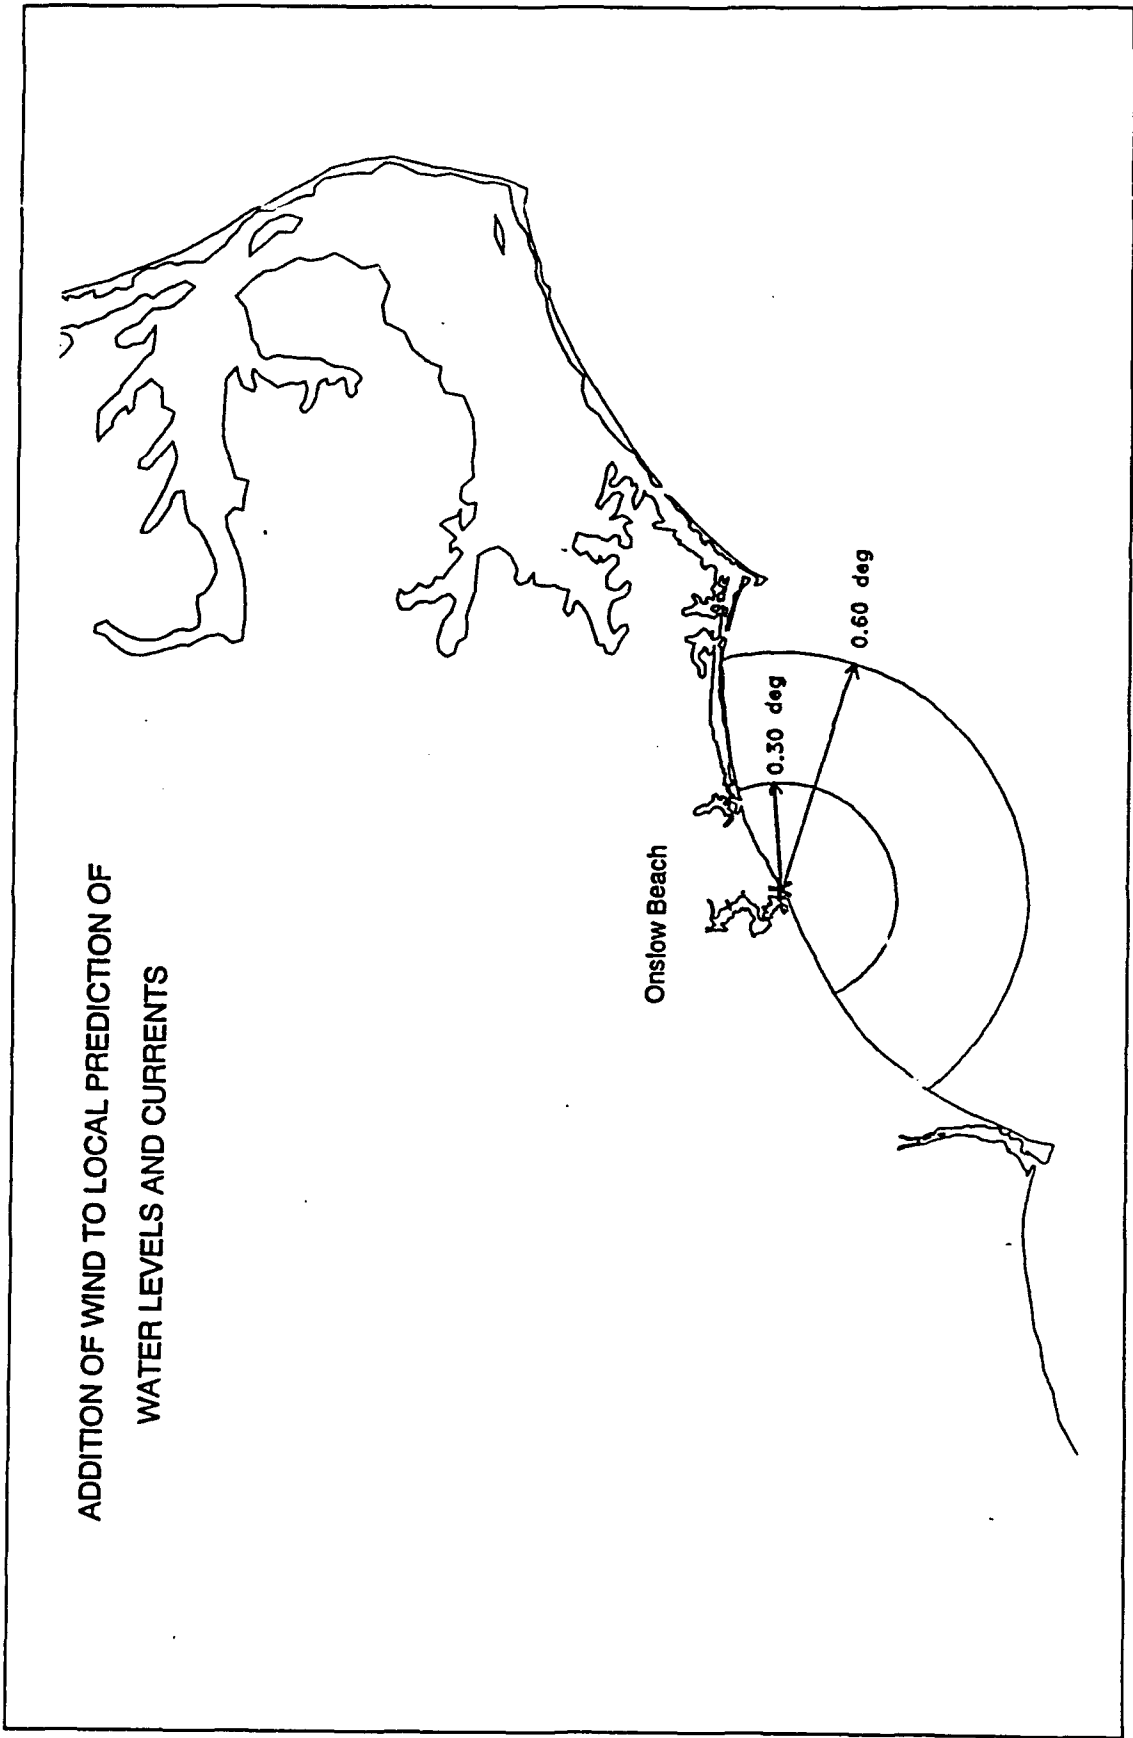 ADDITION OF WIND TO LOCAL PREDICTION OF
WATER LEVELS AND CURRENTS
Onslow Beach
0.30 deg
0.60 deg